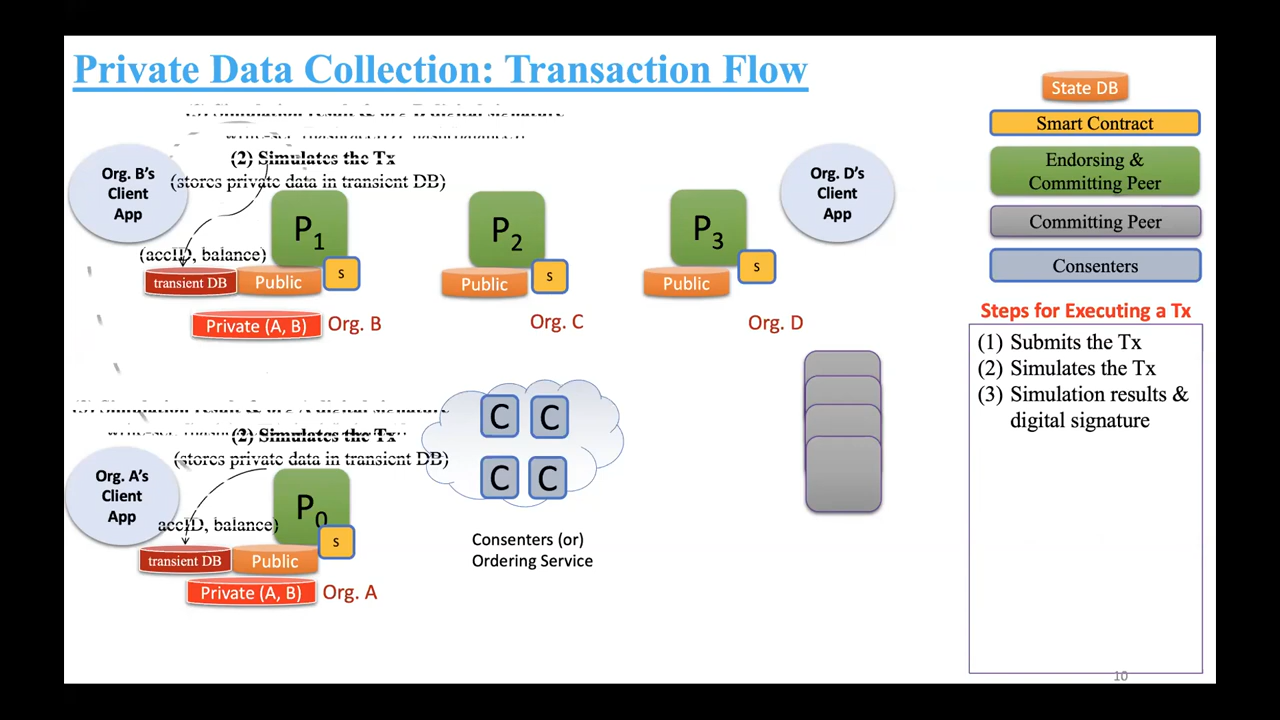 Private Data Collection: Transaction Flow
State DB
Smart Contract
Endorsing &
Committing Peer
Committing Peer
Consenters
(2) Simulates the Tx
(stores private data in transient DB)
Org. B's
Client
App
P1
(accID, balance)
transient DB
Public
s
Private (A, B)
Org. B
P2
Public
s
Org. C
P3
Public
s
Org. D
Org. D's
Client
App
(2) Simulates the Tx
(stores private data in transient DB)
Org. A's
Client
App
P0
accID, balance)
transient DB
Public
s
Private (A, B)
Org. A
C C
C C
Consenters (or)
Ordering Service
Steps for Executing a Tx
(1) Submits the Tx
(2) Simulates the Tx
(3) Simulation results &
digital signature
10